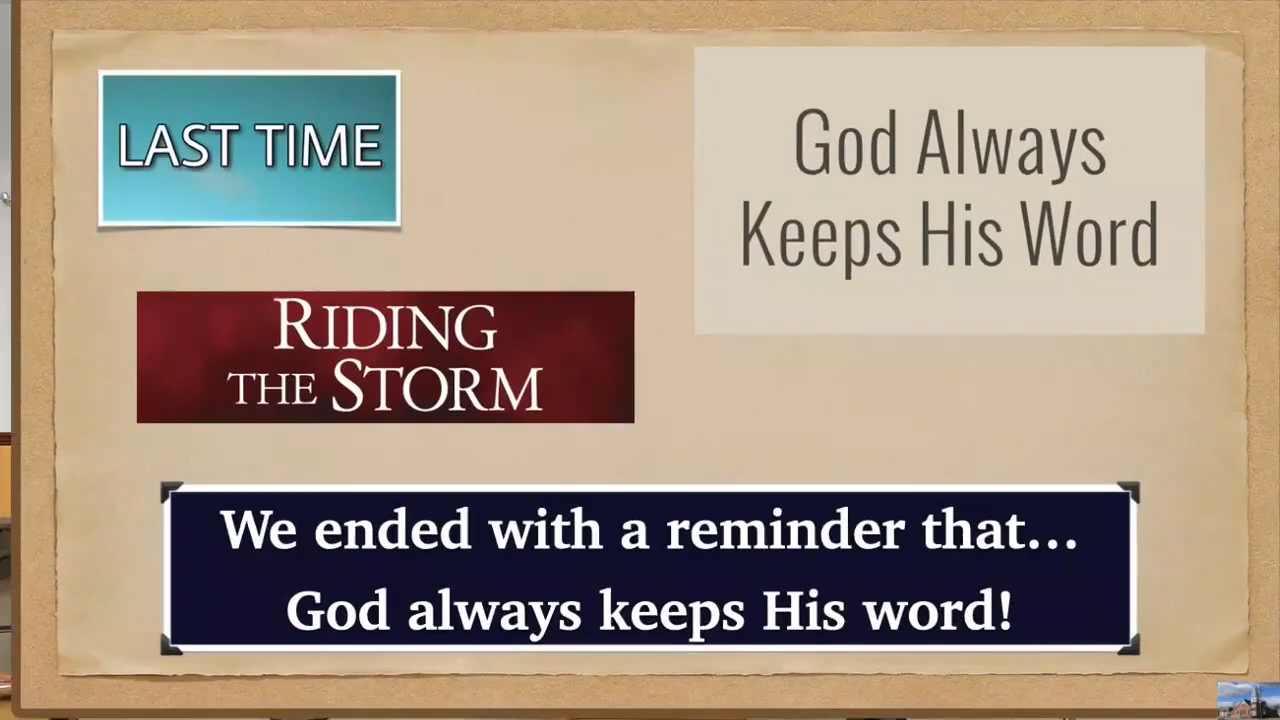 LAST TIME
God Always
Keeps His Word
RIDING
THE STORM
We ended with a reminder that...
God always keeps His word!